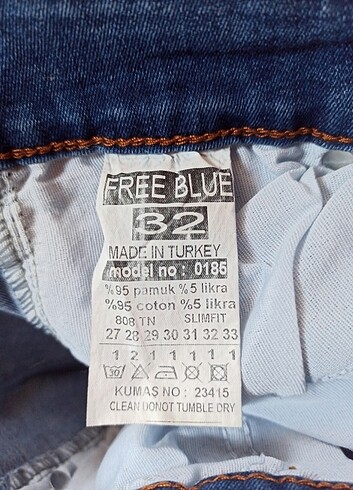 FREE BLUE
32
MADE IN TURKEY
model no : 0186
%95 pamuk %5 likra
%95 coton %5 likra
808 TN SLIMFIT
27 28 29 30 31 32 33
1 2 1 1 1 1 1
30
KUMAŞ NO : 23415
CLEAN DONOT TUMBLE DRY